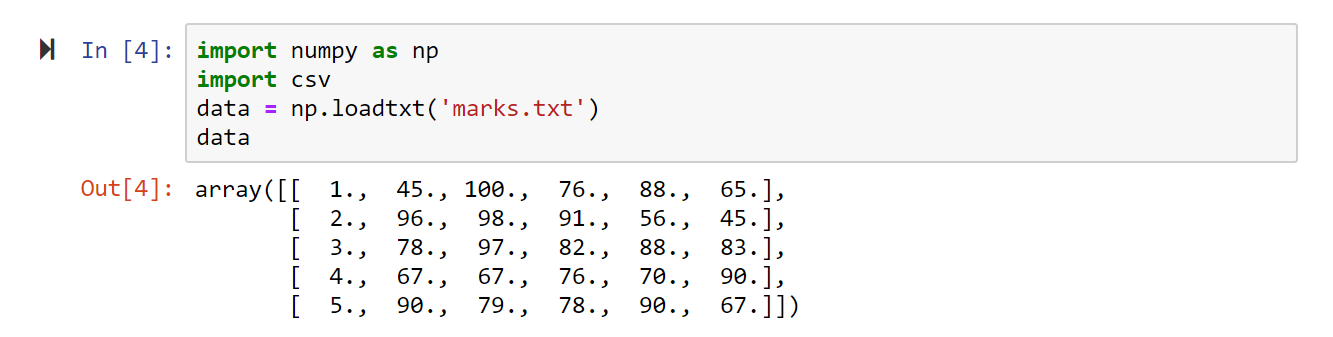 In [4]: import numpy as np
import csv
data = np.loadtxt('marks.txt')
data
Out[4]: array([[  1.,  45., 100.,  76.,  88.,  65.],
       [  2.,  96.,  98.,  91.,  56.,  45.],
       [  3.,  78.,  97.,  82.,  88.,  83.],
       [  4.,  67.,  67.,  76.,  70.,  90.],
       [  5.,  90.,  79.,  78.,  90.,  67.]])